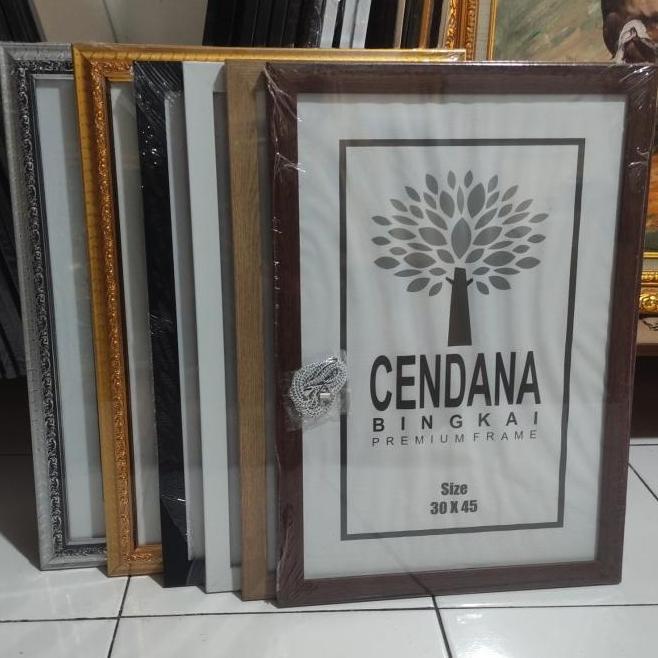 CENDANA
BINGKAI
PREMIUM FRAME
Size
30 X 45